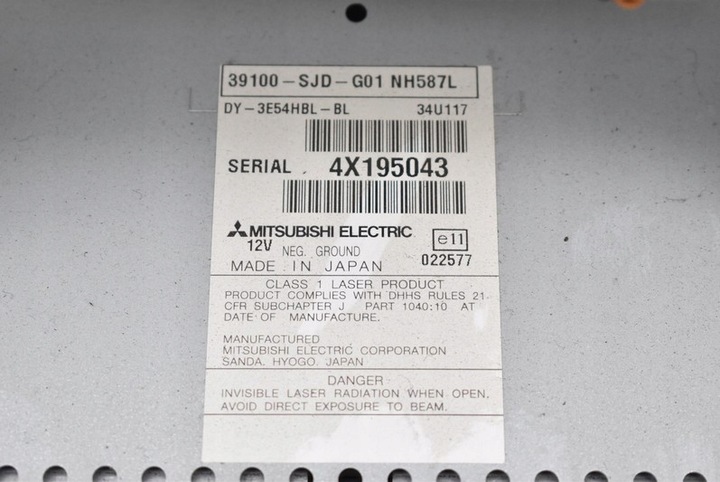 39100-SJD-G01 NH587L
DY-3E54HBL-BL 34U117
SERIAL 4X195043
MITSUBISHI ELECTRIC
12V NEG. GROUND e11
MADE IN JAPAN 022577
CLASS 1 LASER PRODUCT
PRODUCT COMPLIES WITH DHHS RULES 21
CFR SUBCHAPTER J PART 1040:10 AT
DATE OF MANUFACTURE.
MANUFACTURED
MITSUBISHI ELECTRIC CORPORATION
SANDA, HYOGO, JAPAN
DANGER
INVISIBLE LASER RADIATION WHEN OPEN.
AVOID DIRECT EXPOSURE TO BEAM.